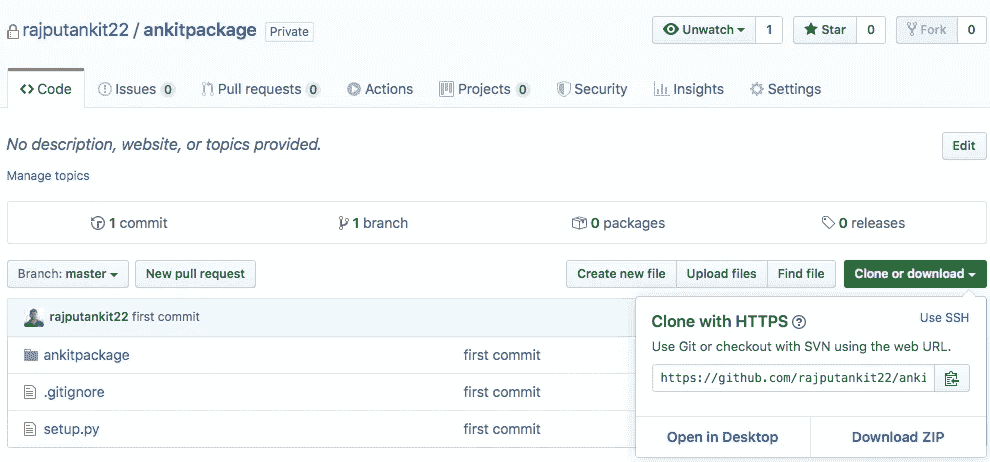 rajputankit22 / ankitpackage Private Unwatch 1 Star 0 Fork 0
Code Issues 0 Pull requests 0 Actions Projects 0 Security Insights Settings
No description, website, or topics provided. Edit
Manage topics
1 commit 1 branch 0 packages 0 releases
Branch: master New pull request Create new file Upload files Find file Clone or download
rajputankit22 first commit
ankitpackage first commit
.gitignore first commit
setup.py first commit
Clone with HTTPS ? Use SSH
Use Git or checkout with SVN using the web URL.
https://github.com/rajputankit22/anki
Open in Desktop Download ZIP